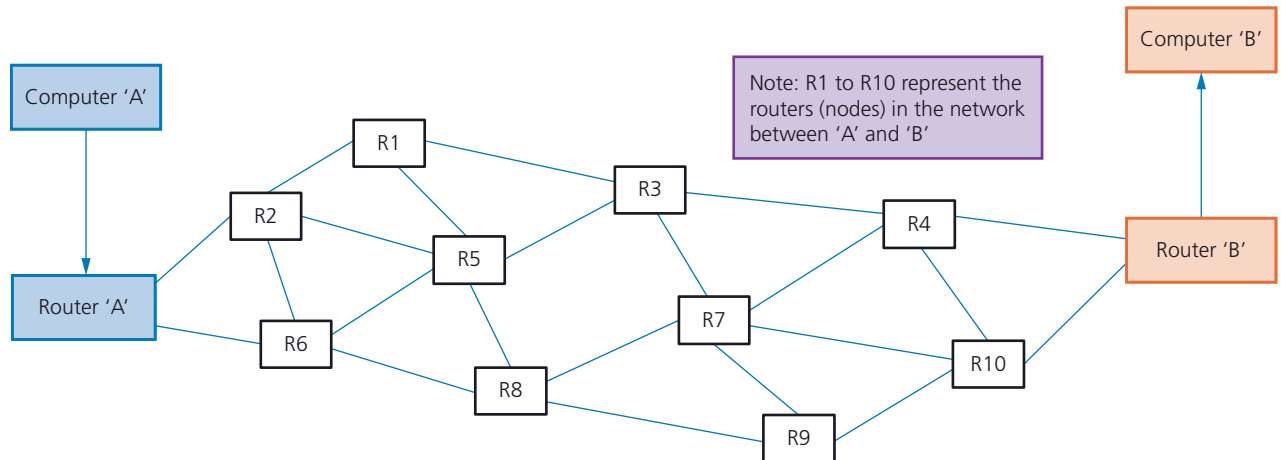 Computer ‘B’
Computer ‘A’
Note: R1 to R10 represent the
routers (nodes) in the network
between ‘A’ and ‘B’
R1
R3
R2
R4
R5
Router ‘B’
Router ‘A’
R7
R6
R10
R8
R9